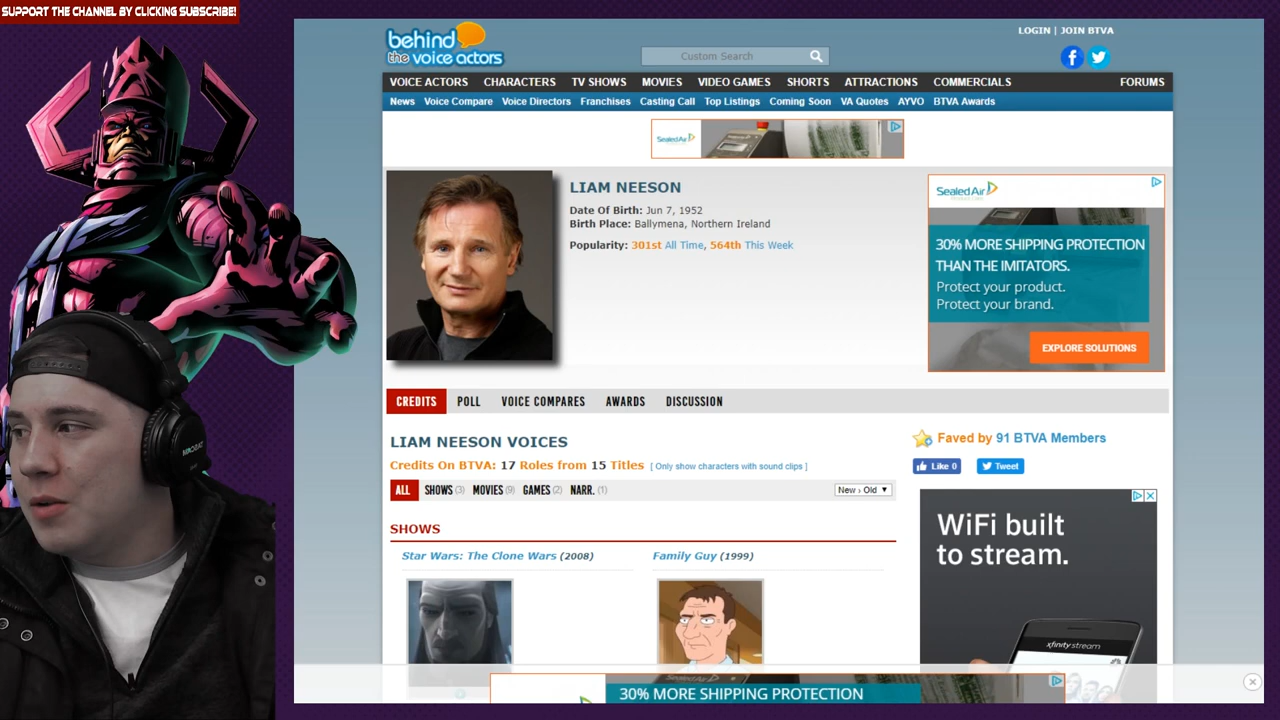 SUPPORT THE CHANNEL BY CLICKING SUBSCRIBE!
behind
the voice actors
Custom Search
LOGIN | JOIN BTVA
VOICE ACTORS CHARACTERS TV SHOWS MOVIES VIDEO GAMES SHORTS ATTRACTIONS COMMERCIALS FORUMS
News Voice Compare Voice Directors Franchises Casting Call Top Listings Coming Soon VA Quotes AYVO BTVA Awards
Sealed Air
LIAM NEESON
Date Of Birth: Jun 7, 1952
Birth Place: Ballymena, Northern Ireland
Popularity: 301st All Time, 564th This Week
Sealed Air
30% MORE SHIPPING PROTECTION
THAN THE IMITATORS.
Protect your product.
Protect your brand.
EXPLORE SOLUTIONS
CREDITS POLL VOICE COMPARES AWARDS DISCUSSION
LIAM NEESON VOICES
Credits On BTVA: 17 Roles from 15 Titles [ Only show characters with sound clips ]
ALL SHOWS (3) MOVIES (9) GAMES (2) NARR. (1)
New › Old
Faved by 91 BTVA Members
Like 0 Tweet
SHOWS
Star Wars: The Clone Wars (2008) Family Guy (1999)
WiFi built
to stream.
xfinity stream
30% MORE SHIPPING PROTECTION